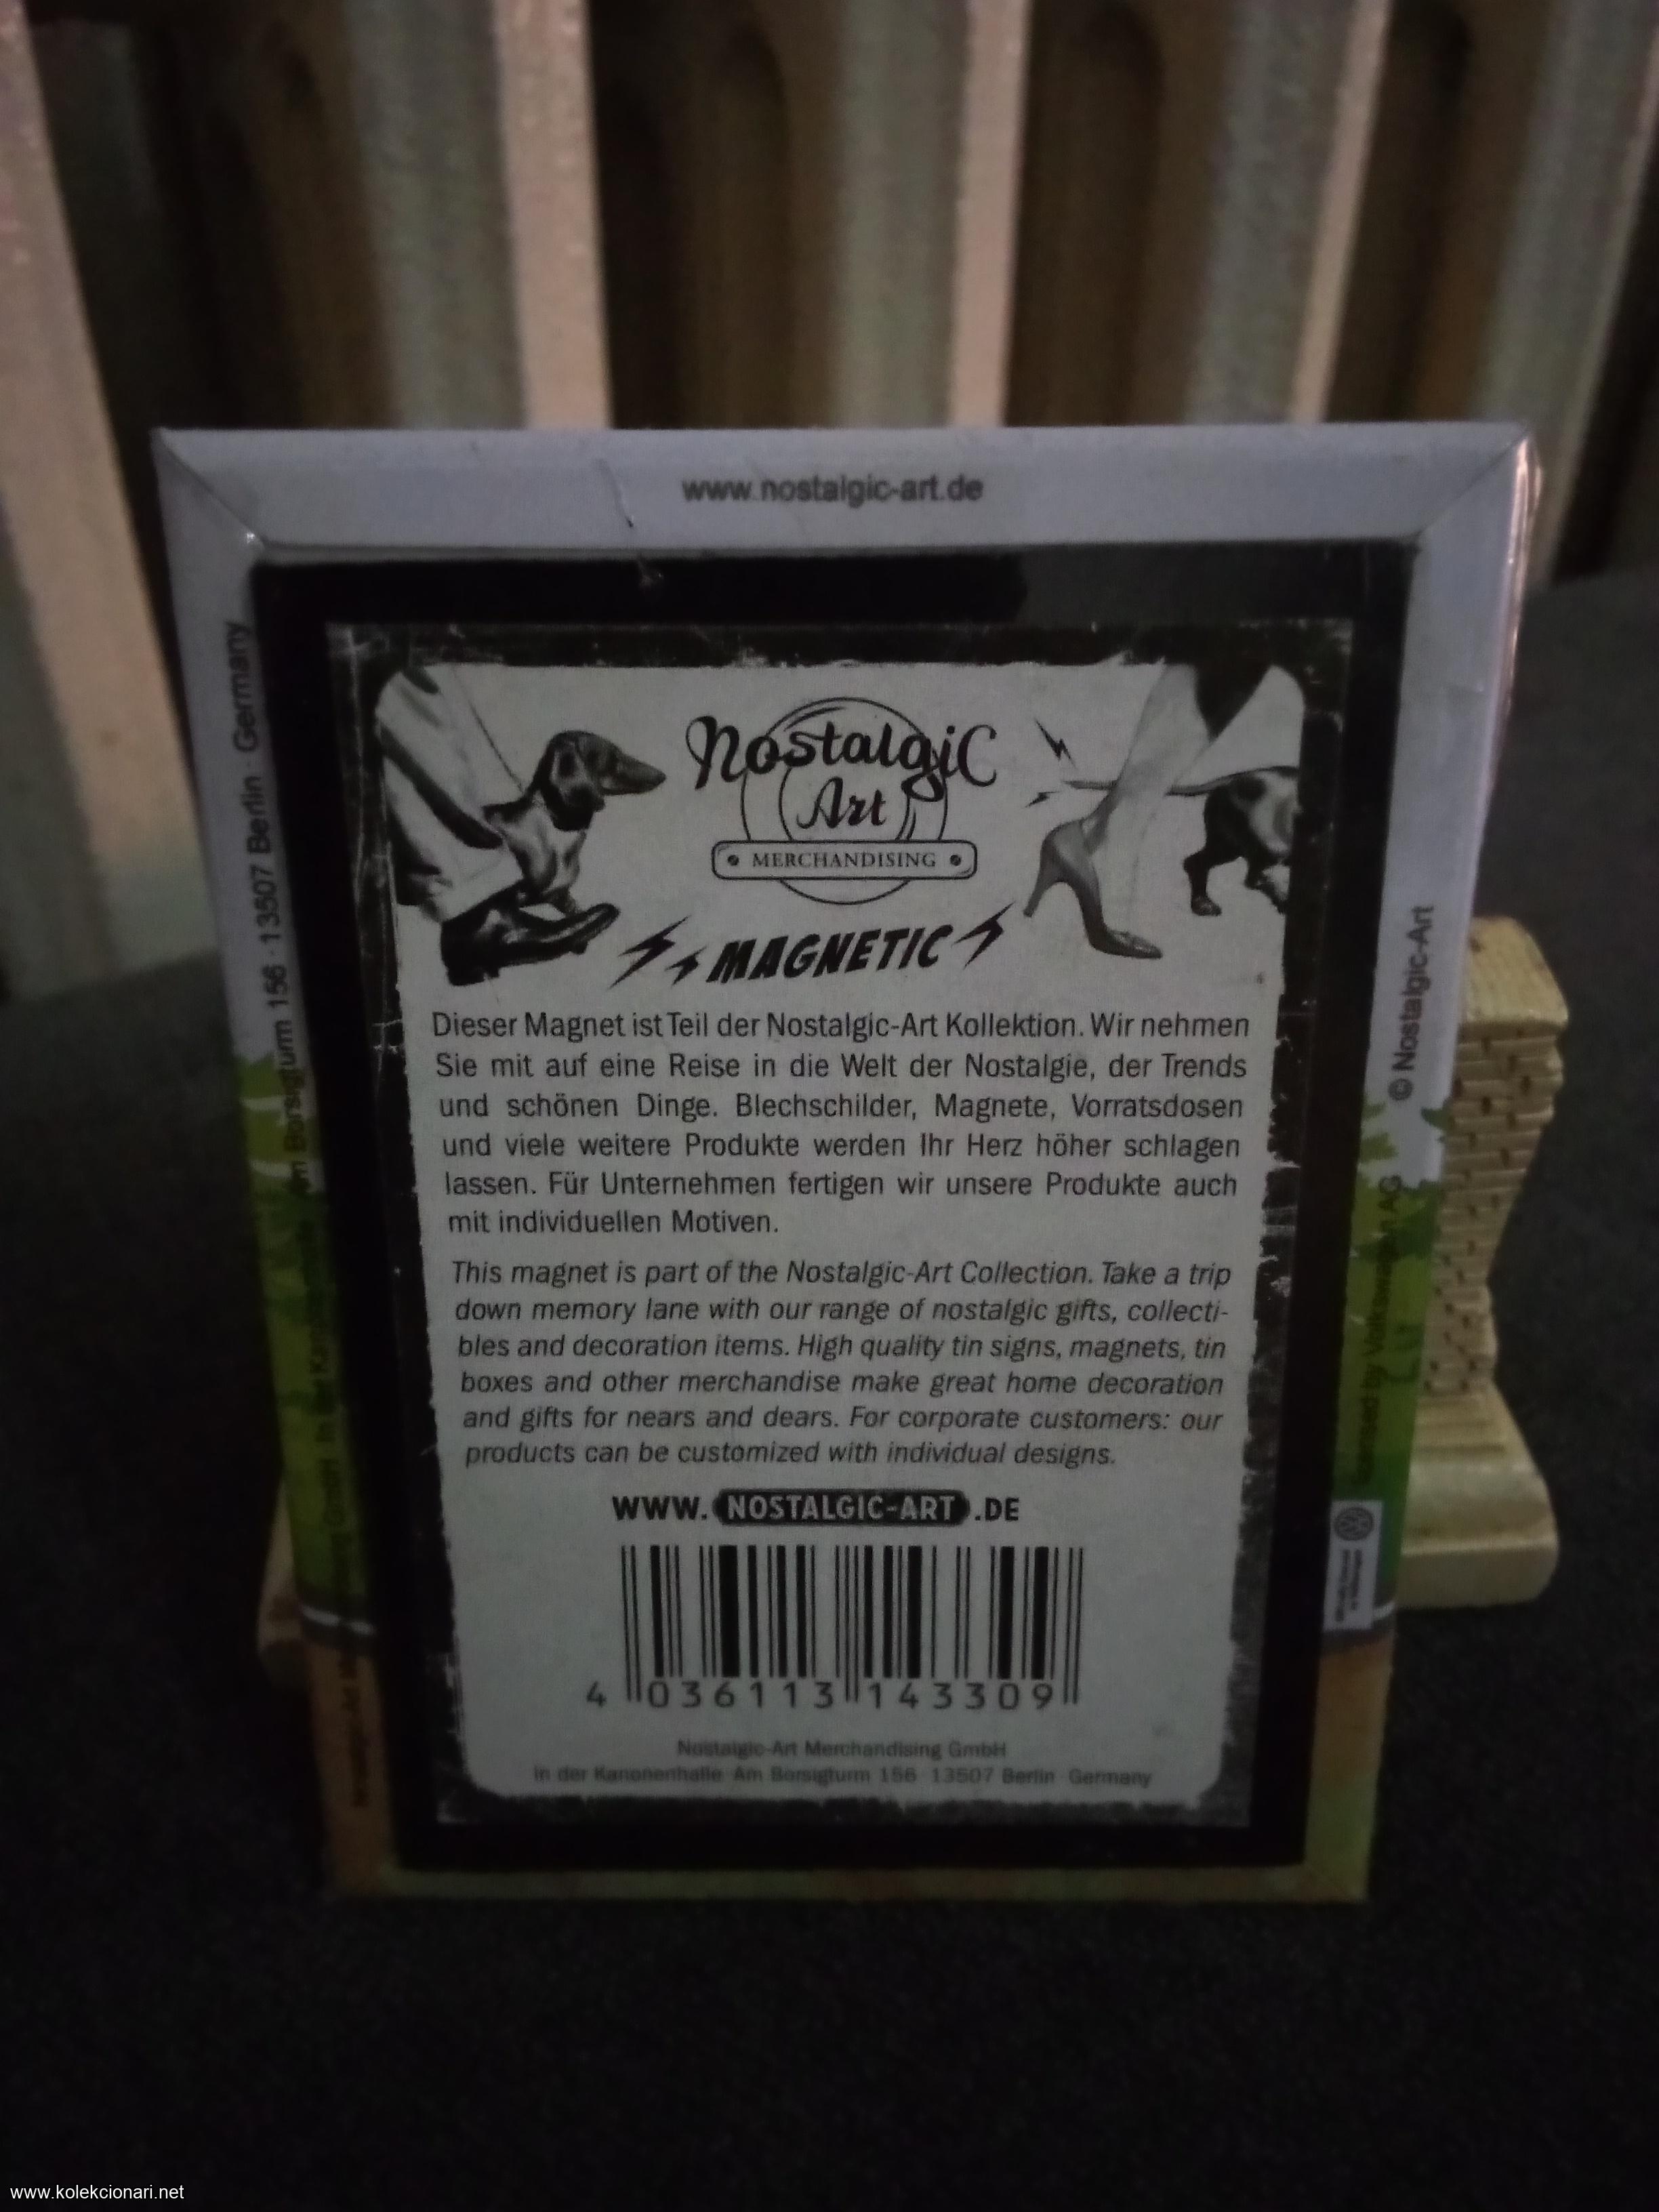 www.nostalgic-art.de
Nostalgic
Art
MERCHANDISING
MAGNETIC
Dieser Magnet ist Teil der Nostalgic-Art Kollektion. Wir nehmen
Sie mit auf eine Reise in die Welt der Nostalgie, der Trends
und schönen Dinge. Blechschilder, Magnete, Vorratsdosen
und viele weitere Produkte werden Ihr Herz höher schlagen
lassen. Für Unternehmen fertigen wir unsere Produkte auch
mit individuellen Motiven.
This magnet is part of the Nostalgic-Art Collection. Take a trip
down memory lane with our range of nostalgic gifts, collecti-
bles and decoration items. High quality tin signs, magnets, tin
boxes and other merchandise make great home decoration
and gifts for nears and dears. For corporate customers: our
products can be customized with individual designs.
WWW.NOSTALGIC-ART.DE
4 036113 143309
Nostalgic-Art Merchandising GmbH
In der Kanonenhalle Am Borsigturm 156 13507 Berlin Germany
GmbH Am Borsigturm 156 · 13507 Berlin · Germany
© Nostalgic-Art
by Volkswagen AG
www.kolekcionari.net